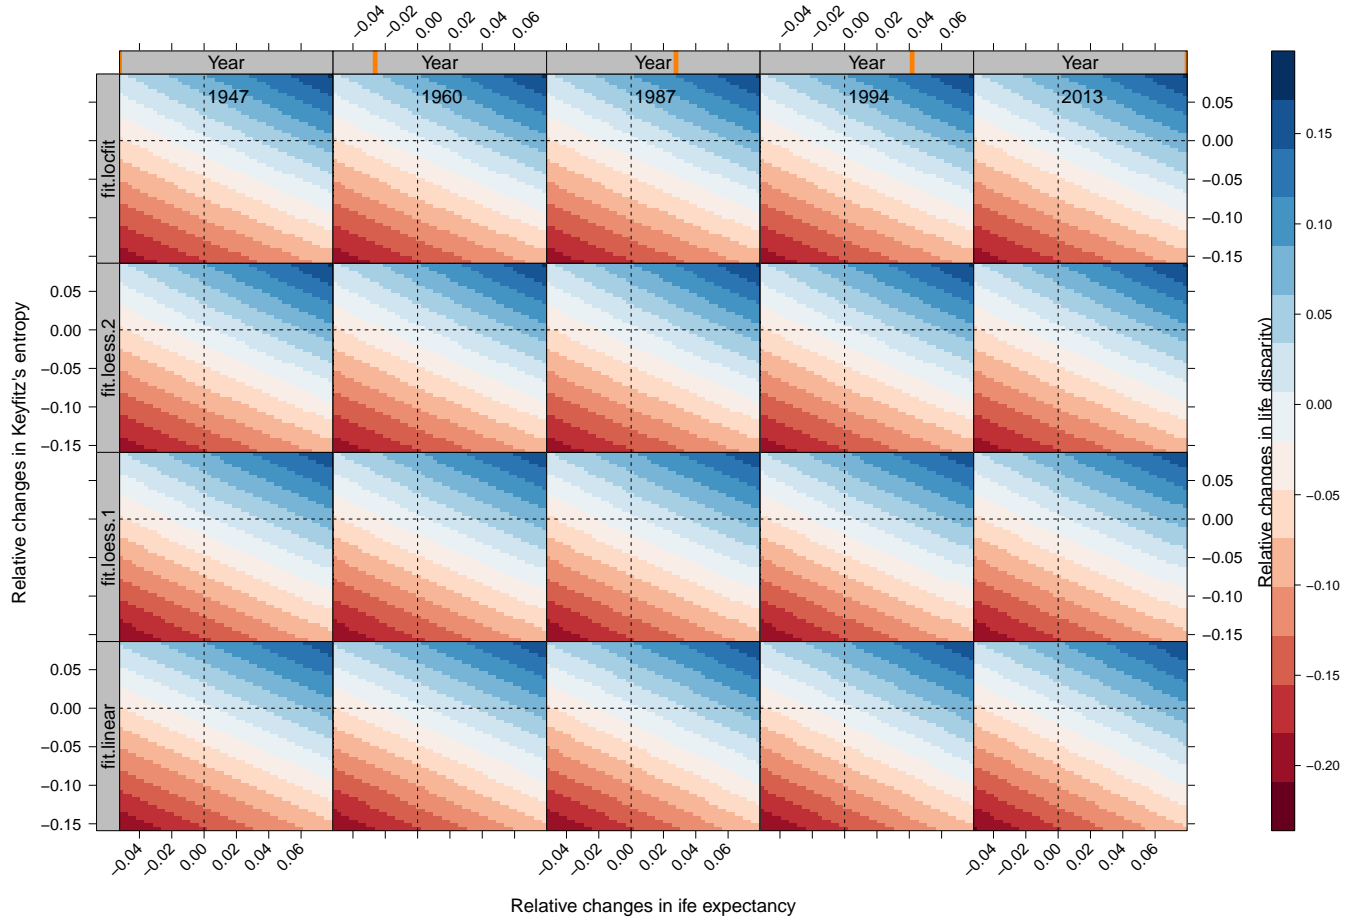 −0.04 −0.02 0.00 0.02 0.04 0.06 −0.04 −0.02 0.00 0.02 0.04 0.06
Year Year Year Year Year
1947 1960 1987 1994 2013
fit.locfit
0.05
0.00
−0.05
−0.10
−0.15
fit.loess.2
0.05
0.00
−0.05
−0.10
−0.15
fit.loess.1
0.05
0.00
−0.05
−0.10
−0.15
fit.linear
0.05
0.00
−0.05
−0.10
−0.15
Relative changes in Keyfitz's entropy
−0.04 −0.02 0.00 0.02 0.04 0.06 −0.04 −0.02 0.00 0.02 0.04 0.06 −0.04 −0.02 0.00 0.02 0.04 0.06
Relative changes in ife expectancy
Relative changes in life disparity)
0.15
0.10
0.05
0.00
−0.05
−0.10
−0.15
−0.20